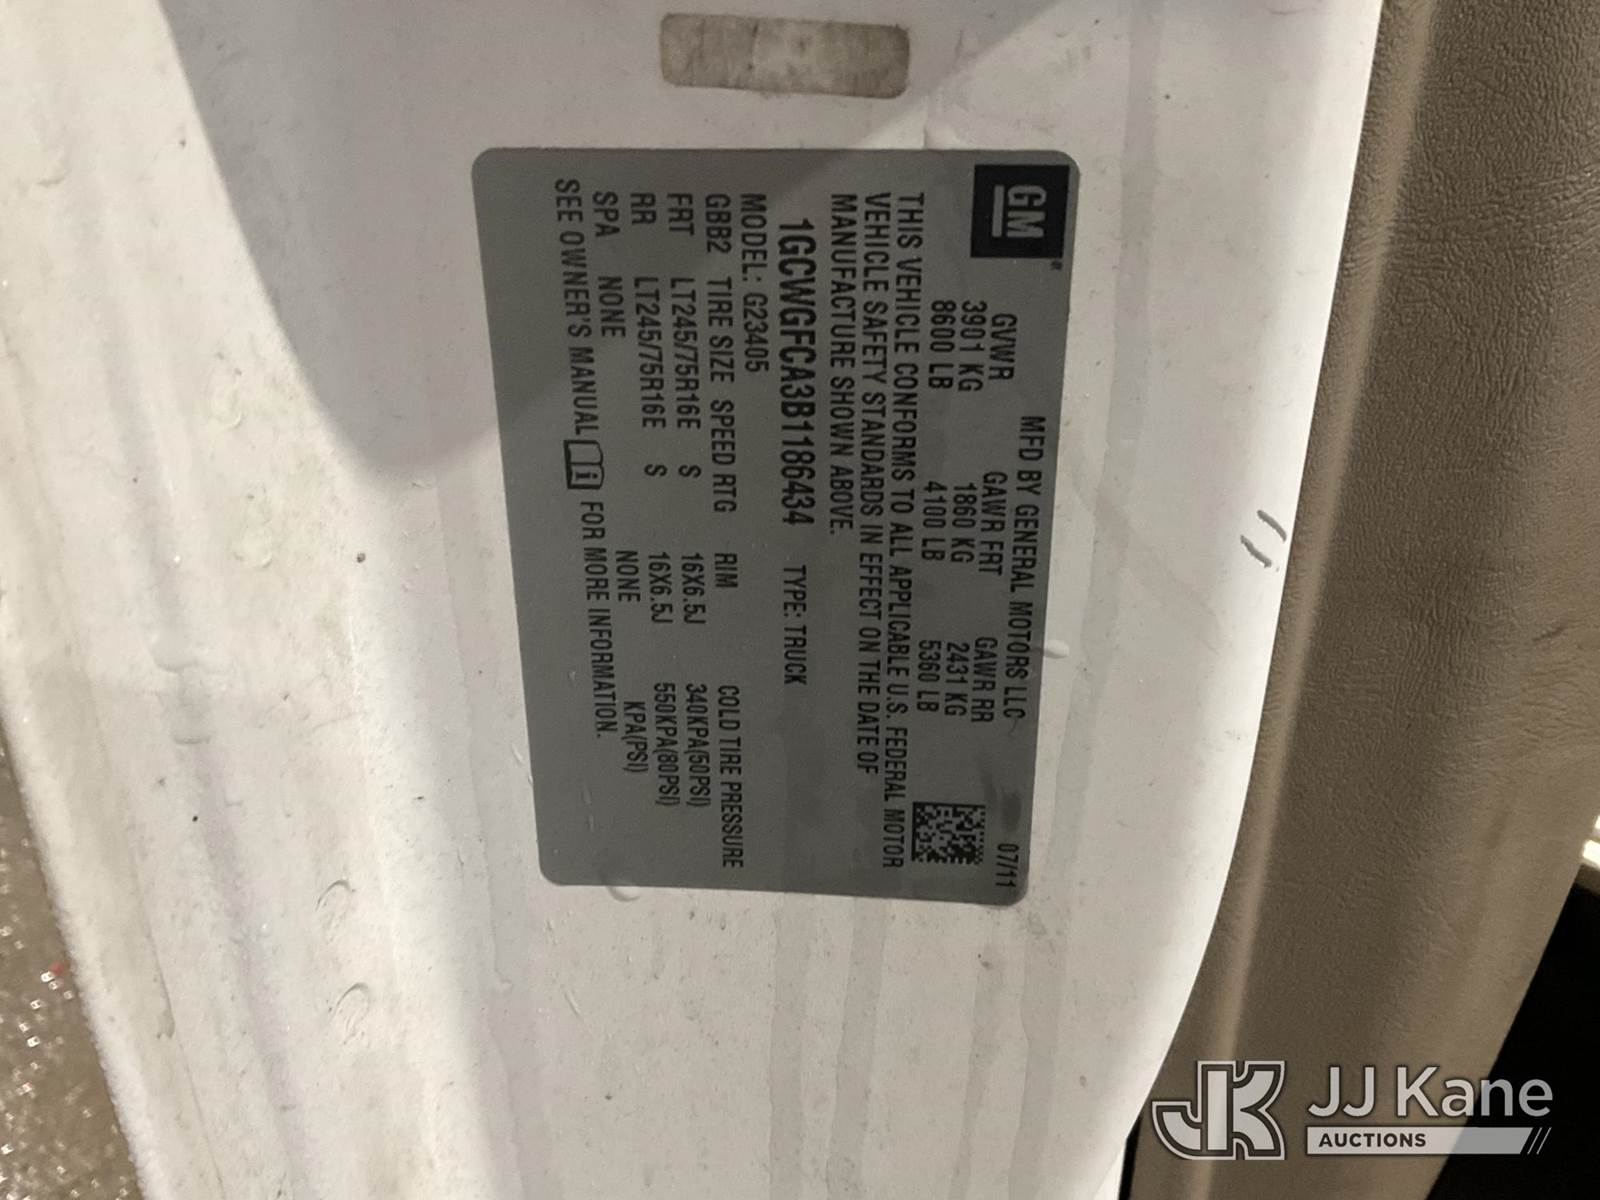 GM
MFD BY GENERAL MOTORS LLC 07/11
GVWR GAWR FRT GAWR RR
3901 KG 1860 KG 2431 KG
8600 LB 4100 LB 5360 LB
THIS VEHICLE CONFORMS TO ALL APPLICABLE U.S. FEDERAL MOTOR
VEHICLE SAFETY STANDARDS IN EFFECT ON THE DATE OF
MANUFACTURE SHOWN ABOVE.
1GCWGFCA3B1186434 TYPE: TRUCK
MODEL: G23405
GBB2 TIRE SIZE SPEED RTG RIM COLD TIRE PRESSURE
FRT LT245/75R16E S 16X6.5J 340KPA(50PSI)
RR LT245/75R16E S 16X6.5J 550KPA(80PSI)
SPA NONE NONE KPA(PSI)
SEE OWNER'S MANUAL i FOR MORE INFORMATION.
JK JJ Kane
AUCTIONS